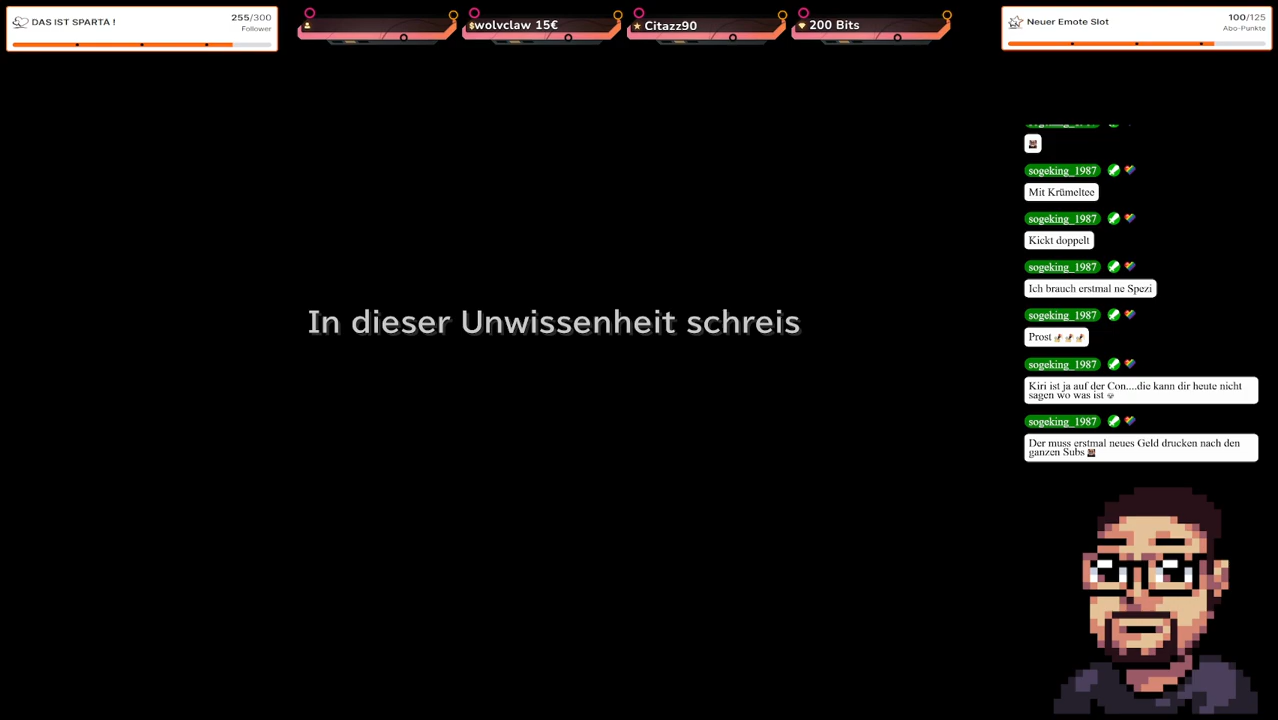 DAS IST SPARTA !
255/300
Follower
$wolvclaw 15€
Citazz90
200 Bits
Neuer Emote Slot
100/125
Abo-Punkte
sogeking_1987
Mit Krümeltee
sogeking_1987
Kickt doppelt
sogeking_1987
Ich brauch erstmal ne Spezi
sogeking_1987
Prost
sogeking_1987
Kiri ist ja auf der Con....die kann dir heute nicht
sagen wo was ist
sogeking_1987
Der muss erstmal neues Geld drucken nach den
ganzen Subs
In dieser Unwissenheit schreis